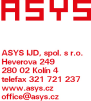 ASYS
ASYS IJD, spol. s r.o.
Heverova 249
280 02 Kolín 4
telefax 321 721 237
www.asys.cz
office@asys.cz